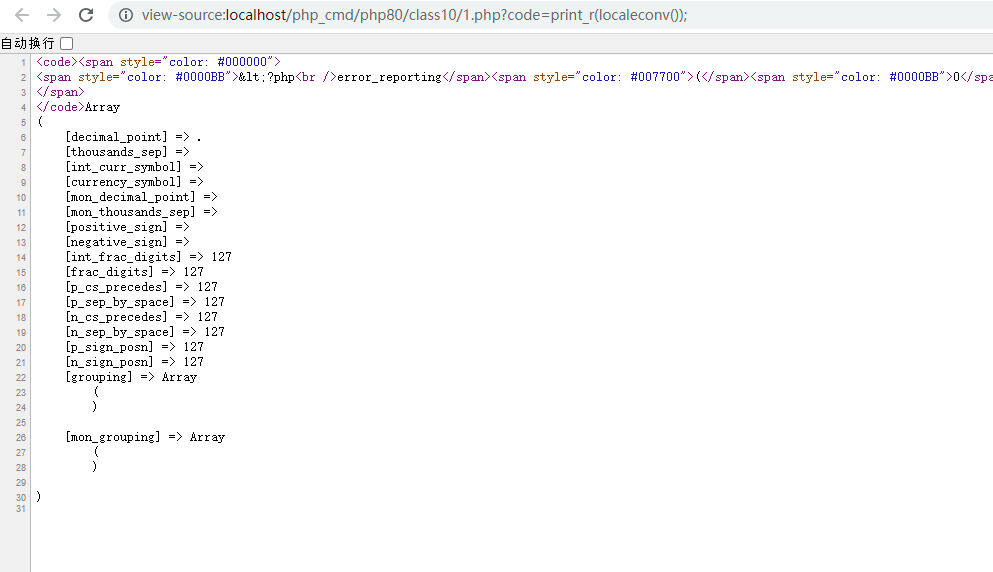 view-source:localhost/php_cmd/php80/class10/1.php?code=print_r(localeconv());
自动换行
1 <code><span style="color: #000000">
2 <span style="color: #0000BB">&lt;?php<br />error_reporting</span><span style="color: #007700">(</span><span style="color: #0000BB">0</spa
3 </span>
4 </code>Array
5 (
6     [decimal_point] => .
7     [thousands_sep] =>
8     [int_curr_symbol] =>
9     [currency_symbol] =>
10     [mon_decimal_point] =>
11     [mon_thousands_sep] =>
12     [positive_sign] =>
13     [negative_sign] =>
14     [int_frac_digits] => 127
15     [frac_digits] => 127
16     [p_cs_precedes] => 127
17     [p_sep_by_space] => 127
18     [n_cs_precedes] => 127
19     [n_sep_by_space] => 127
20     [p_sign_posn] => 127
21     [n_sign_posn] => 127
22     [grouping] => Array
23         (
24         )
25
26     [mon_grouping] => Array
27         (
28         )
29
30 )
31